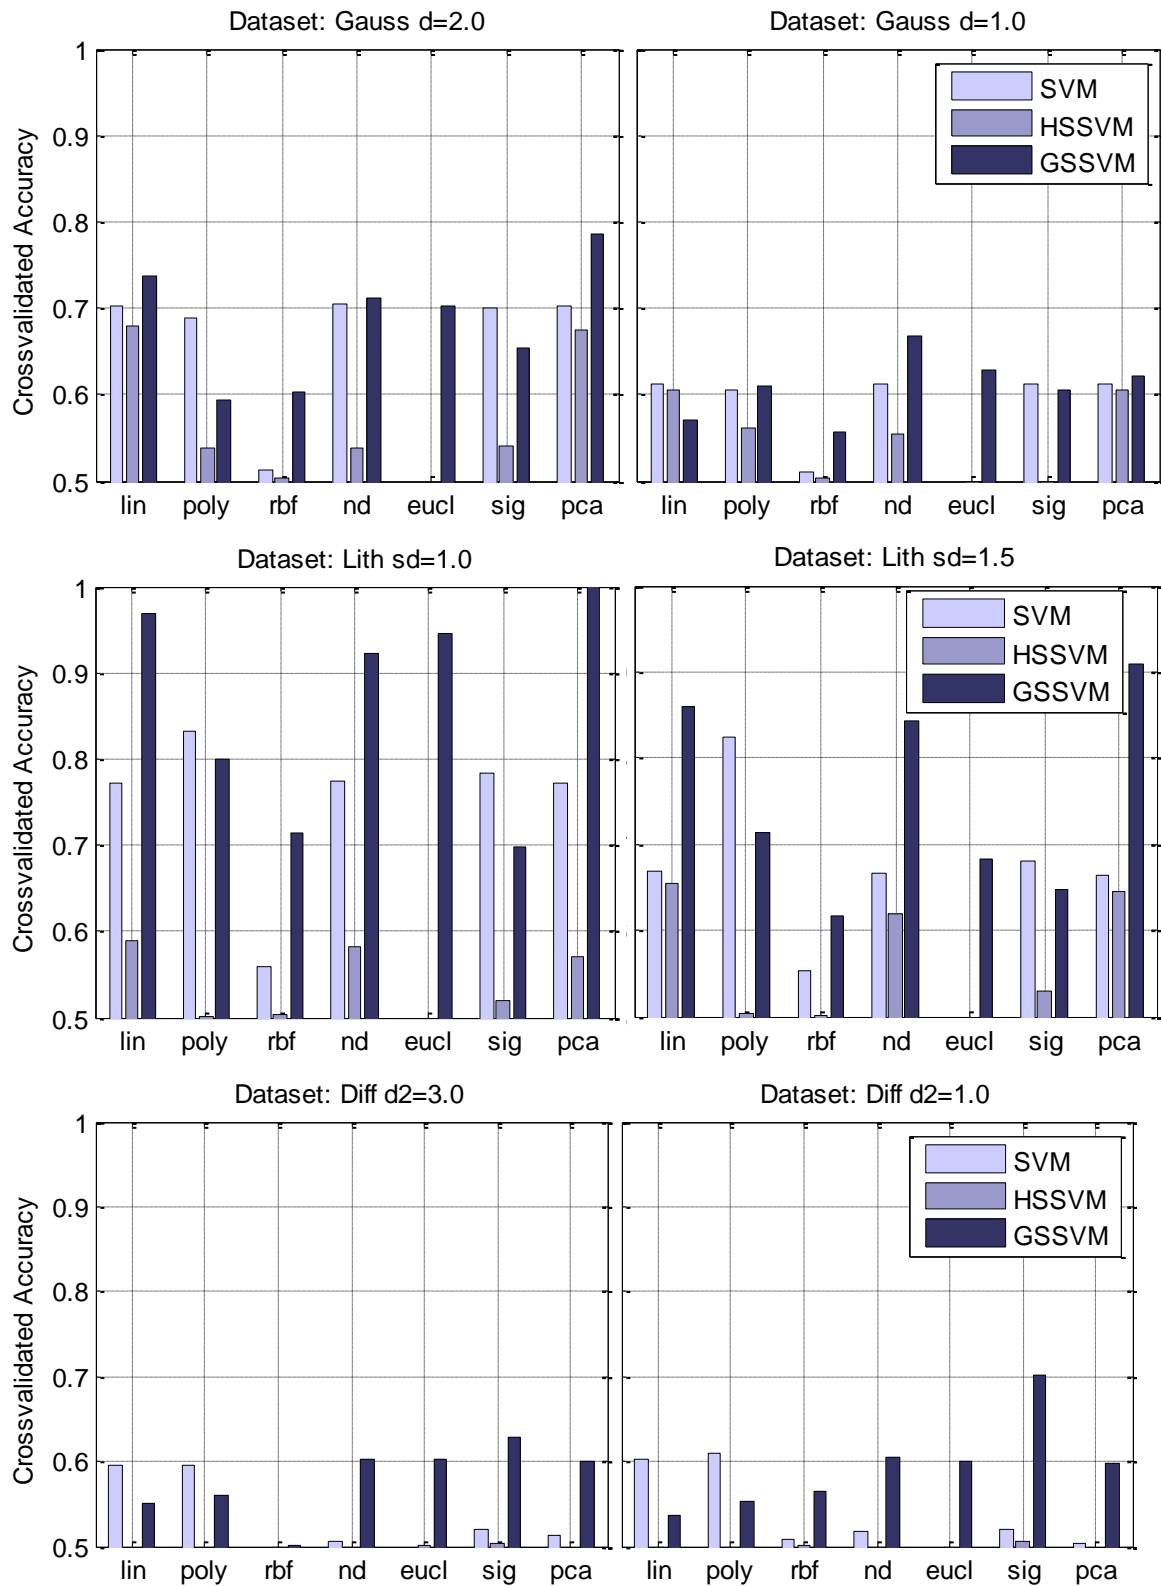 Dataset: Gauss d=2.0
Dataset: Gauss d=1.0
Crossvalidated Accuracy
1
0.9
0.8
0.7
0.6
0.5
lin poly rbf nd eucl sig pca
SVM
HSSVM
GSSVM
lin poly rbf nd eucl sig pca
Dataset: Lith sd=1.0
Dataset: Lith sd=1.5
Crossvalidated Accuracy
1
0.9
0.8
0.7
0.6
0.5
lin poly rbf nd eucl sig pca
SVM
HSSVM
GSSVM
lin poly rbf nd eucl sig pca
Dataset: Diff d2=3.0
Dataset: Diff d2=1.0
Crossvalidated Accuracy
1
0.9
0.8
0.7
0.6
0.5
lin poly rbf nd eucl sig pca
SVM
HSSVM
GSSVM
lin poly rbf nd eucl sig pca